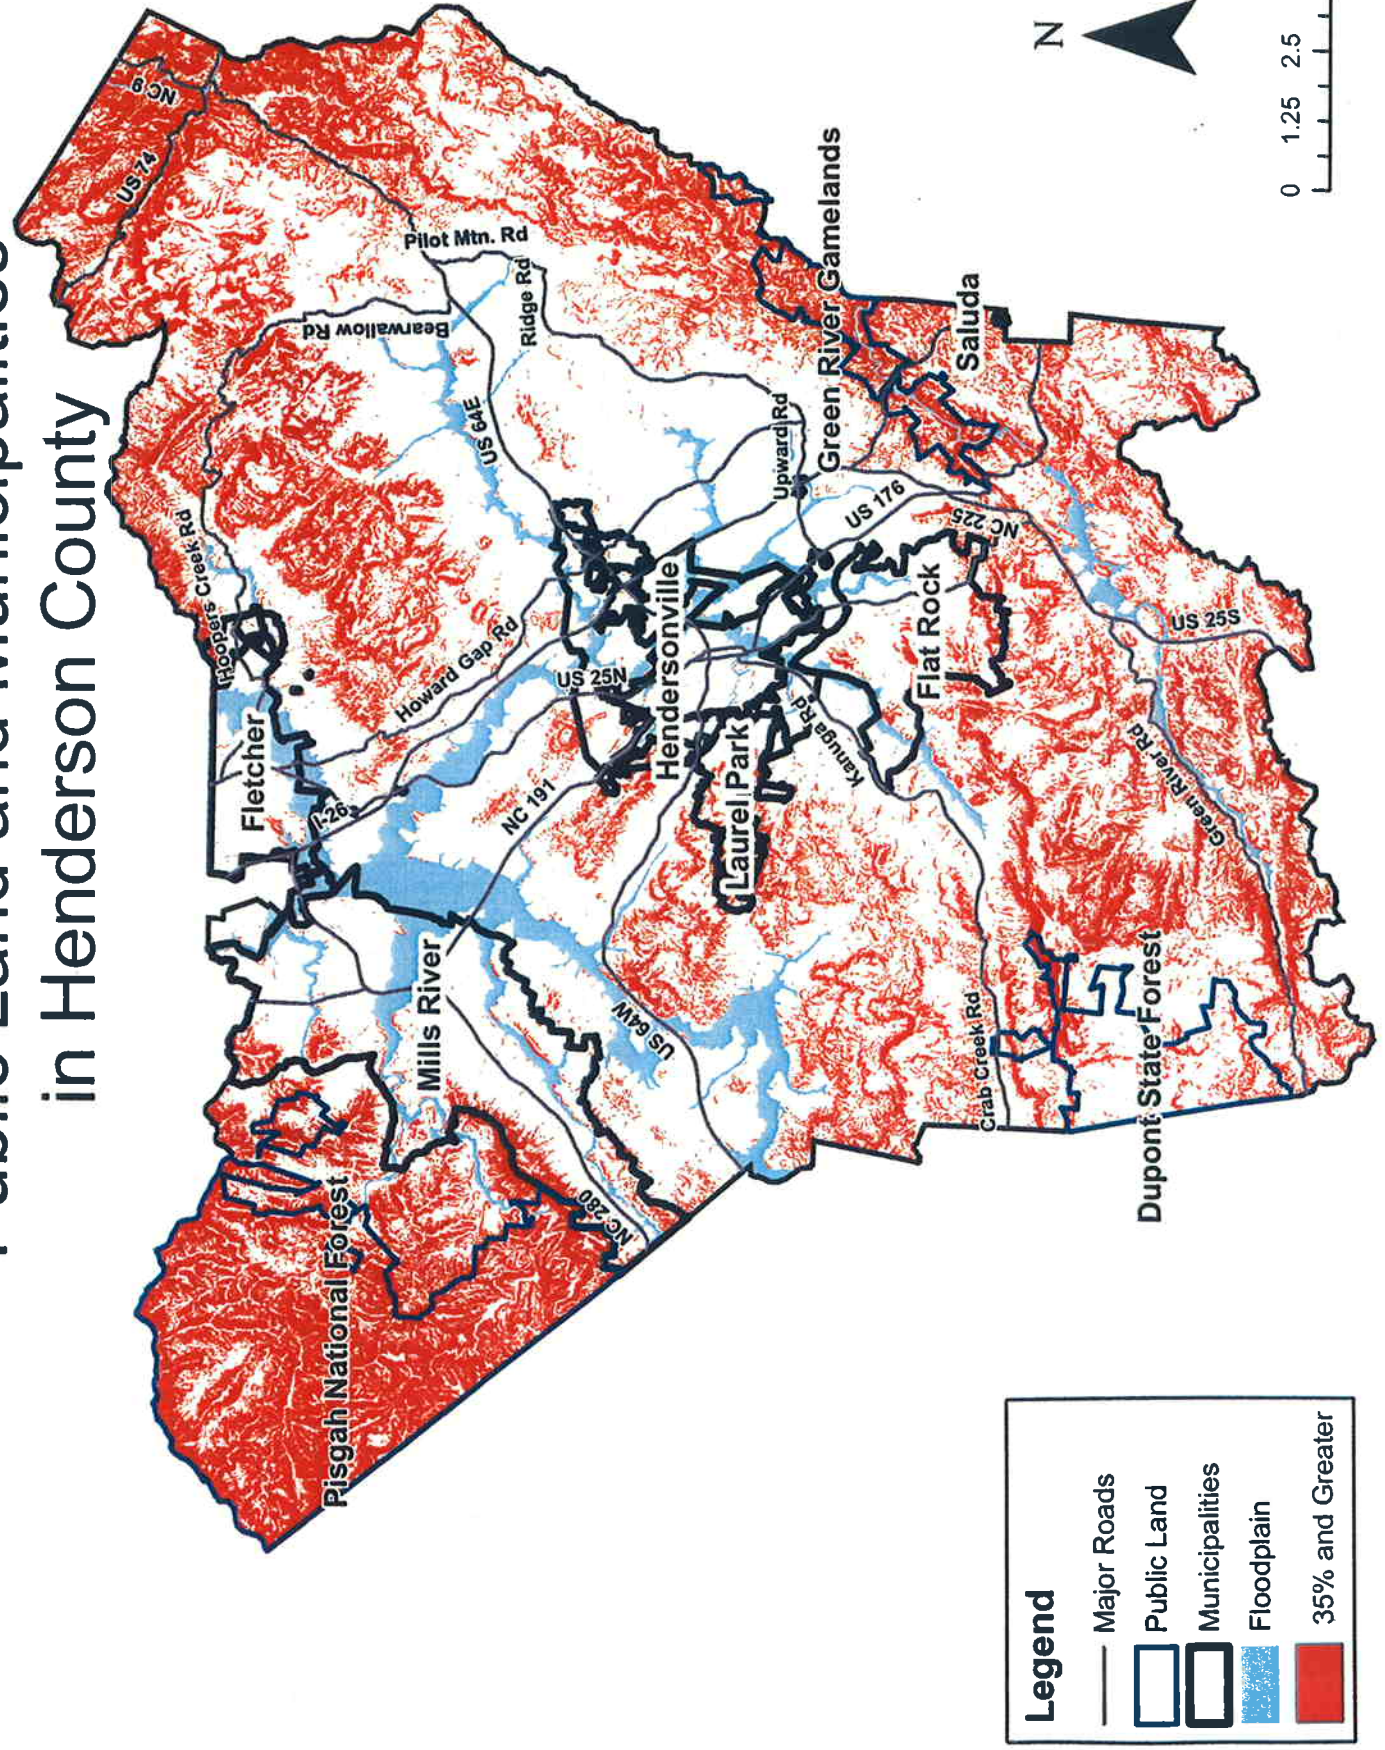 Public Land and Municipalities
in Henderson County
NC 9
US 74
Pilot Mtn. Rd
Bearwallow Rd
Ridge Rd
Hoopers Creek Rd
US 64E
Green River Gamelands
Saluda
Upward Rd
US 176
NC 225
Howard Gap Rd
US 25N
Hendersonville
Flat Rock
US 25S
Fletcher
I-26
NC 191
Laurel Park
Kanuga Rd
Green River Rd
Mills River
US 64W
Crab Creek Rd
Dupont State Forest
Pisgah National Forest
NC 280
N
0 1.25 2.5
Legend
Major Roads
Public Land
Municipalities
Floodplain
35% and Greater